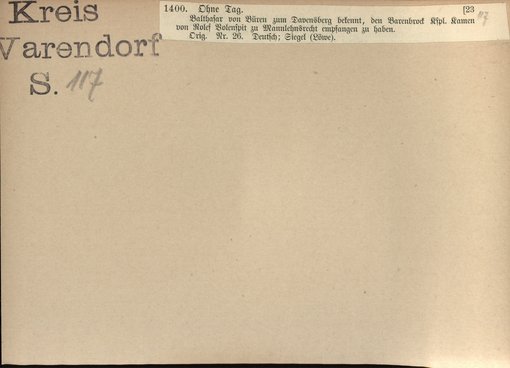 Kreis
Varendorf
S. 117
1400. Ohne Tag. [23
Balthasar von Büren zum Davensberg bekennt, den Varenbrok Kspl. Kamen
von Rolef Volenspit zu Mannlehnsrecht empfangen zu haben.
Orig. Nr. 26. Deutsch; Siegel (Löwe).